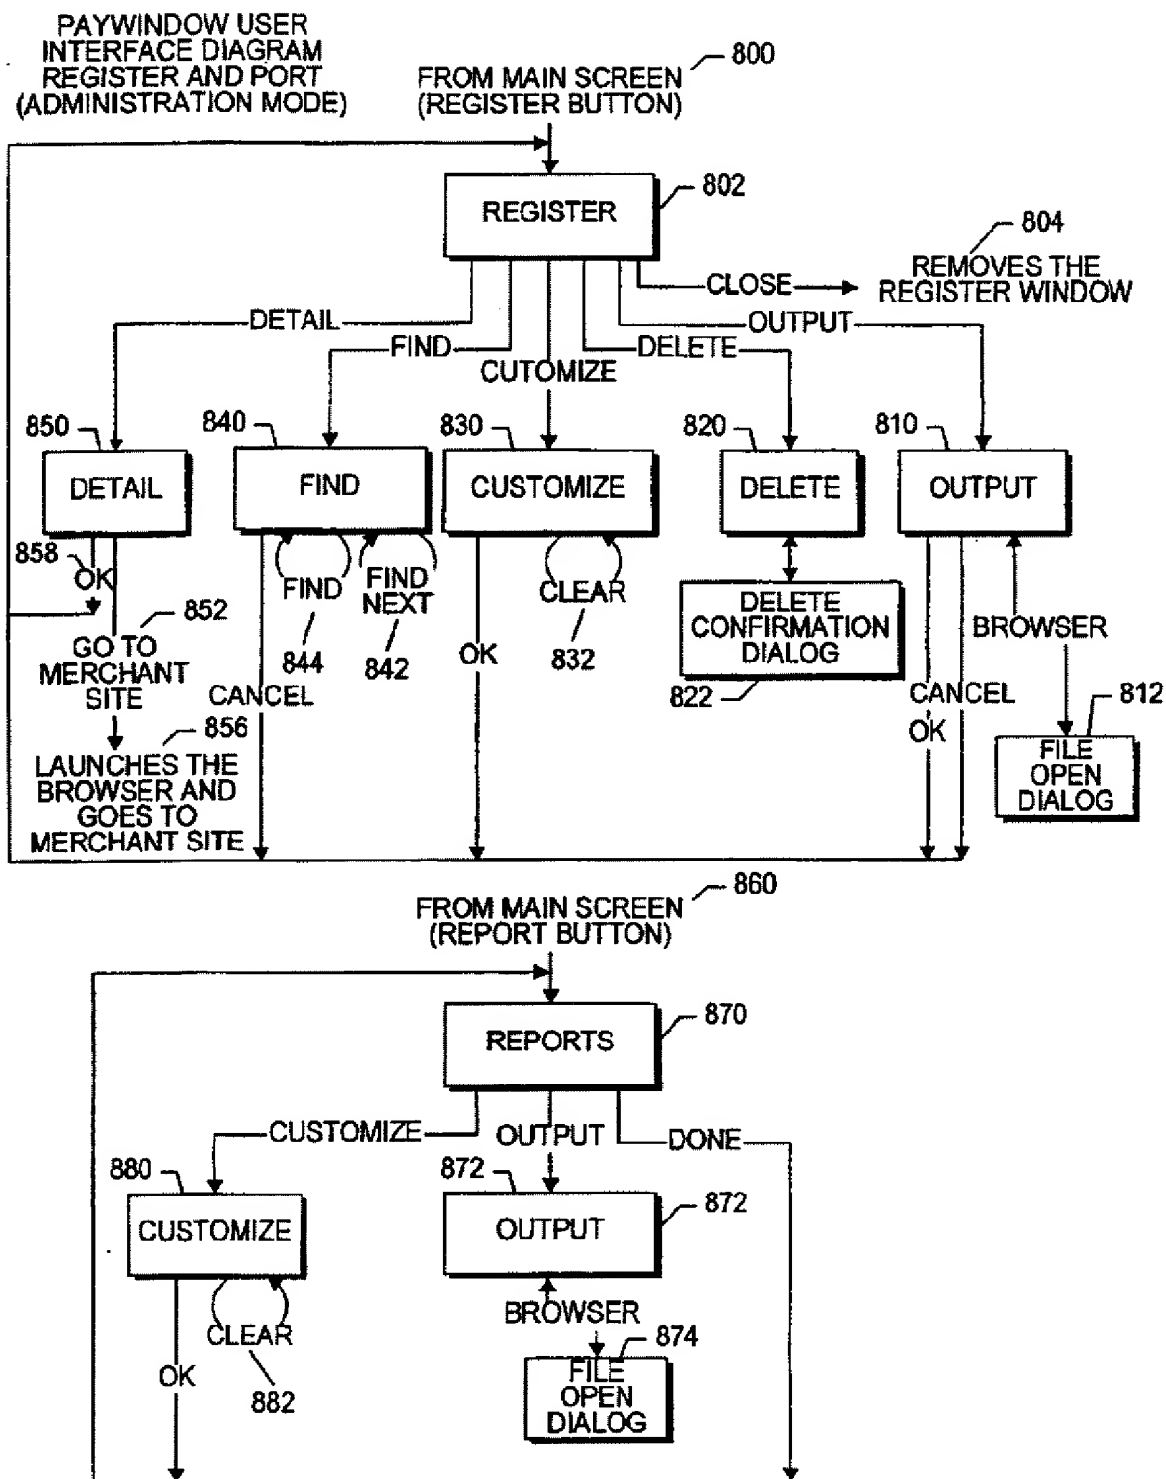 PAYWINDOW USER
INTERFACE DIAGRAM
REGISTER AND PORT
(ADMINISTRATION MODE)
800
FROM MAIN SCREEN
(REGISTER BUTTON)
802
REGISTER
804
REMOVES THE
REGISTER WINDOW
CLOSE
DETAIL
OUTPUT
FIND
DELETE
CUTOMIZE
850
840
830
820
810
DETAIL
FIND
CUSTOMIZE
DELETE
OUTPUT
858
OK
FIND
FIND
NEXT
CLEAR
DELETE
CONFIRMATION
DIALOG
BROWSER
852
GO TO
MERCHANT
SITE
844
842
OK
832
822
CANCEL
CANCEL
OK
812
FILE
OPEN
DIALOG
856
LAUNCHES THE
BROWSER AND
GOES TO
MERCHANT SITE
860
FROM MAIN SCREEN
(REPORT BUTTON)
870
REPORTS
CUSTOMIZE
OUTPUT
DONE
880
872
872
CUSTOMIZE
OUTPUT
BROWSER
CLEAR
874
FILE
OPEN
DIALOG
OK
882